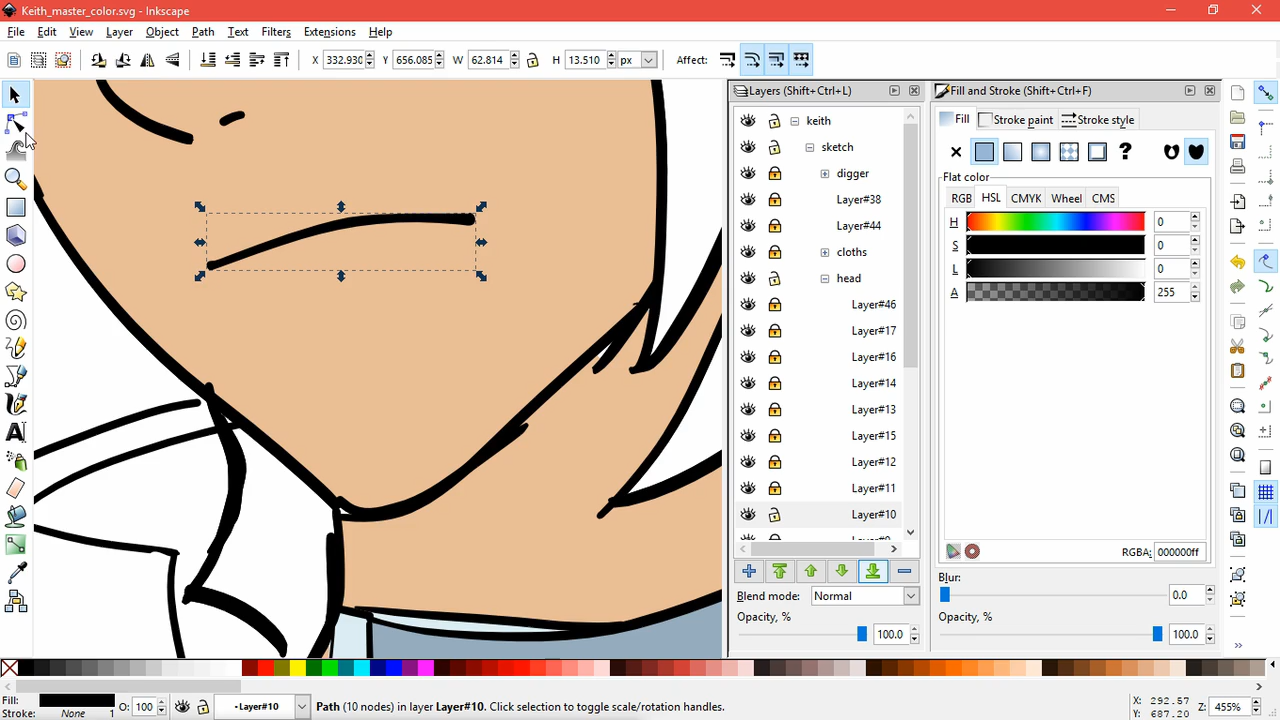 Keith_master_color.svg - Inkscape
File Edit View Layer Object Path Filters Text Extensions Help
X 332.930 Y 656.085 W 62.814 H 13.510 px Affect:
Layers (Shift+Ctrl+L)
keith
sketch
digger
Layer#38
Layer#44
cloths
head
Layer#46
Layer#17
Layer#16
Layer#14
Layer#13
Layer#15
Layer#12
Layer#11
Layer#10
Blend mode: Normal
Opacity, %
100.0
Fill and Stroke (Shift+Ctrl+F)
Fill Stroke paint Stroke style
?
Flat color
RGB HSL CMYK Wheel CMS
H 0
S 0
L 0
A 255
RGBA: 000000ff
Blur:
0.0
Opacity, %
100.0
Fill:
Stroke: None 1
O: 100
•Layer#10
Path (10 nodes) in layer Layer#10. Click selection to toggle scale/rotation handles.
X: 292.57
Y: 687.20
Z: 455%